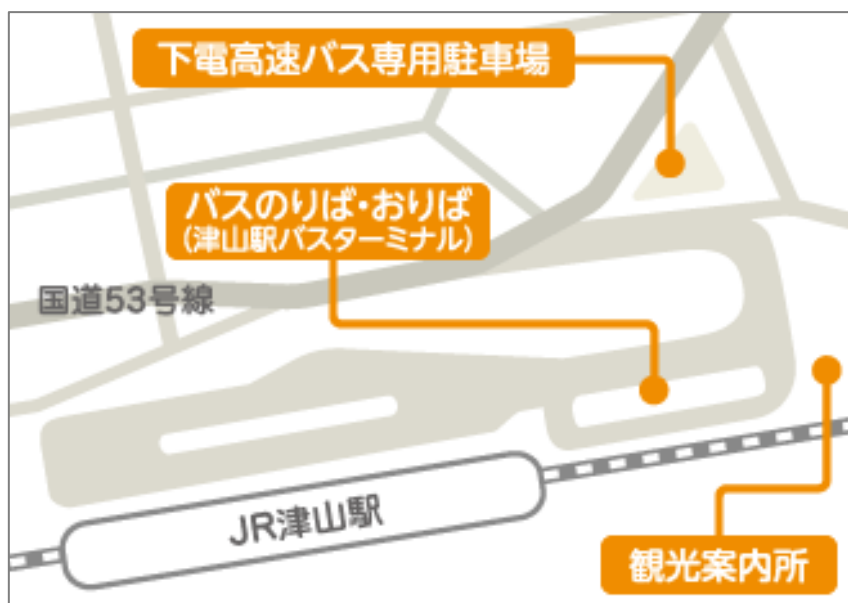 下電高速バス専用駐車場
バスのりば・おりば
(津山駅バスターミナル)
国道53号線
JR津山駅
観光案内所